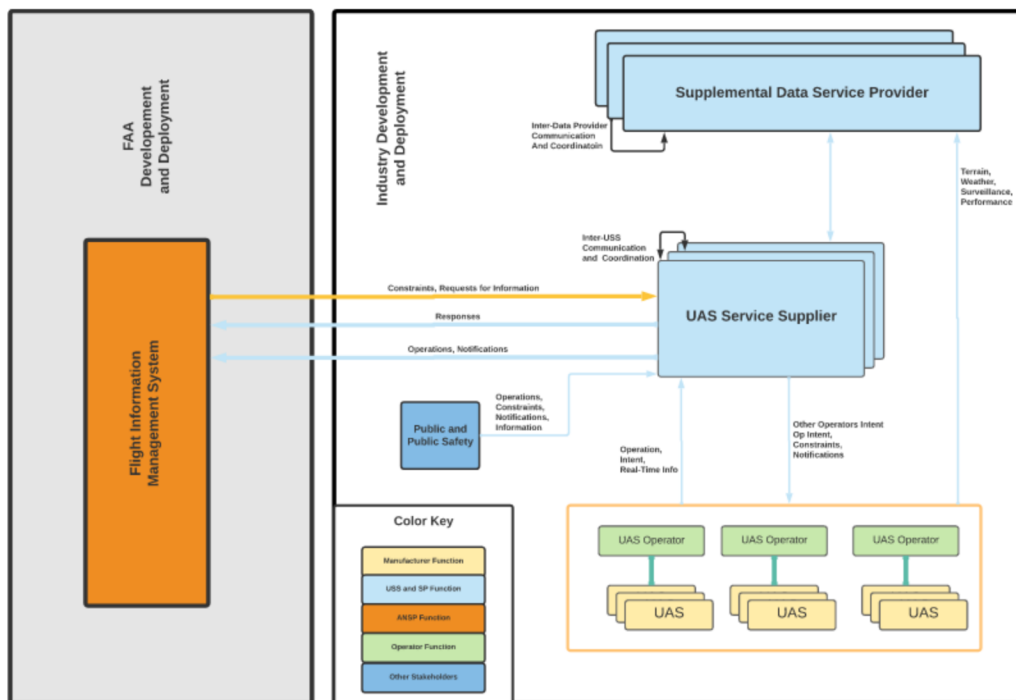 FAA
Developement
and Deployment
Flight Information
Management System
Industry Development
and Deployment
Supplemental Data Service Provider
Inter-Data Provider
Communication
And Coordinatoin
Terrain,
Weather,
Surveillance,
Performance
Inter-USS
Communication
and Coordination
UAS Service Supplier
Constraints, Requests for Information
Responses
Operations, Notifications
Public and
Public Safety
Operations,
Constraints,
Notifications,
Information
Operation,
Intent,
Real-Time Info
Other Operators Intent
Op Intent,
Constraints,
Notifications
UAS Operator
UAS Operator
UAS Operator
UAS
UAS
UAS
Color Key
Manufacturer Function
USS and SP Function
ANSP Function
Operator Function
Other Stakeholders